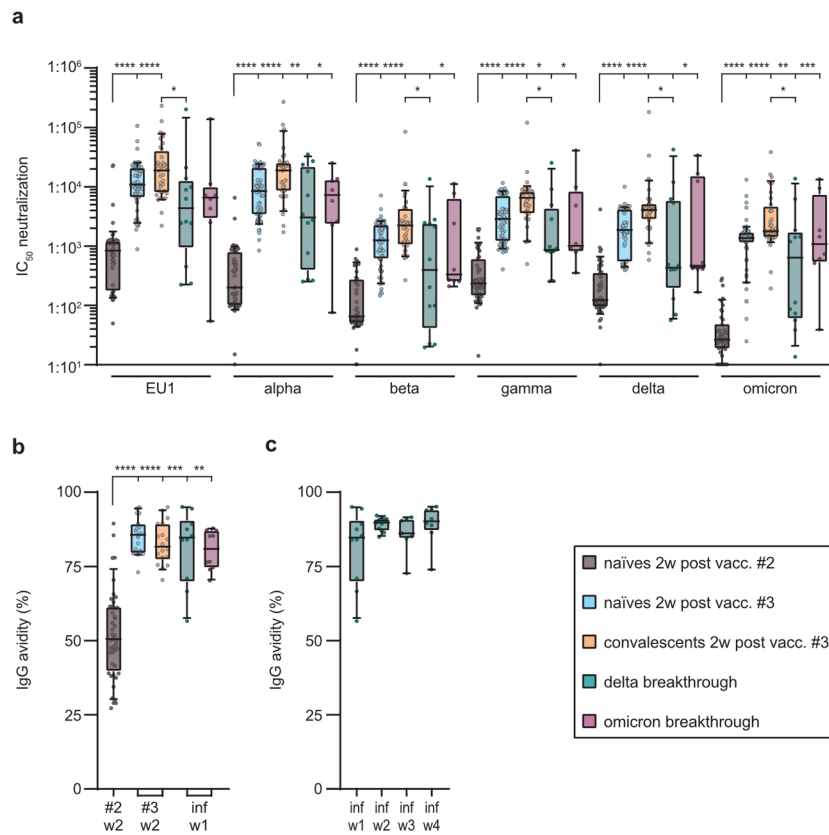 a
**** **** **** **** ** * **** **** * **** **** * * **** **** * **** **** ** ***
* * * * *
1:10⁶
1:10⁵
1:10⁴
1:10³
1:10²
1:10¹
IC₅₀ neutralization
EU1 alpha beta gamma delta omicron
b c
**** **** *** **
100 100
75 75
50 50
25 25
0 0
IgG avidity (%) IgG avidity (%)
#2 #3 inf inf inf inf inf
w2 w2 w1 w1 w2 w3 w4
naïves 2w post vacc. #2
naïves 2w post vacc. #3
convalescents 2w post vacc. #3
delta breakthrough
omicron breakthrough